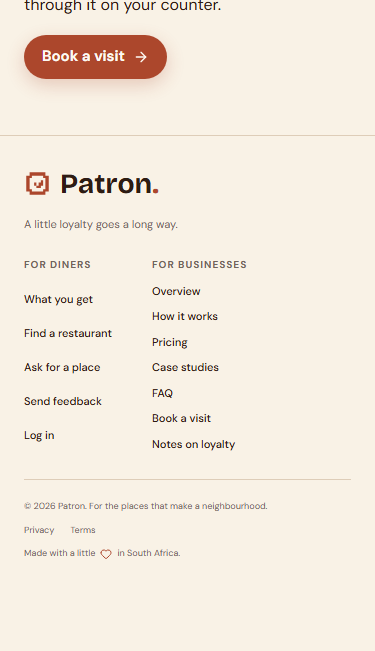 through it on your counter.
Book a visit →
Patron.
A little loyalty goes a long way.
FOR DINERS
What you get
Find a restaurant
Ask for a place
Send feedback
Log in
FOR BUSINESSES
Overview
How it works
Pricing
Case studies
FAQ
Book a visit
Notes on loyalty
© 2026 Patron. For the places that make a neighbourhood.
Privacy Terms
Made with a little ♡ in South Africa.